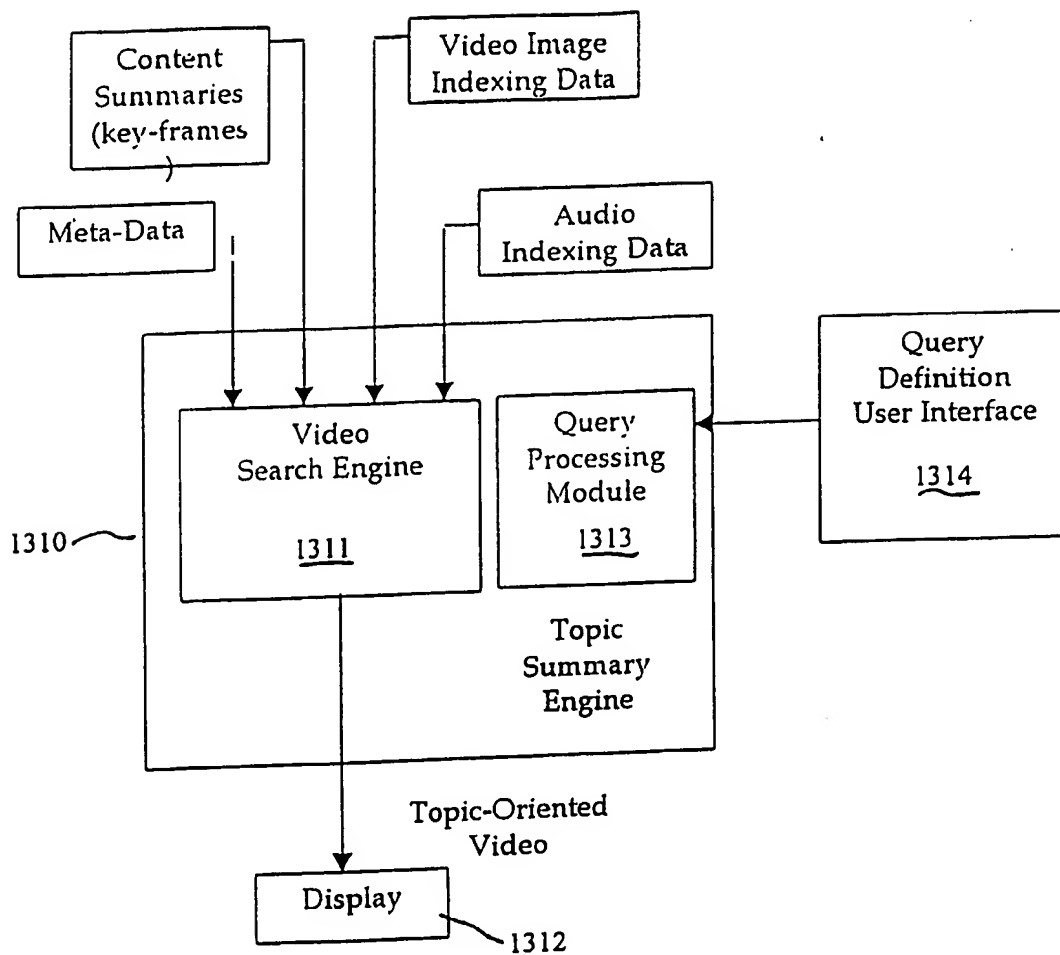 Content
Summaries
(key-frames
)
Video Image
Indexing Data
Meta-Data
Audio
Indexing Data
Query
Definition
User Interface
1314
Video
Search Engine
1311
Query
Processing
Module
1313
1310
Topic
Summary
Engine
Topic-Oriented
Video
Display
1312